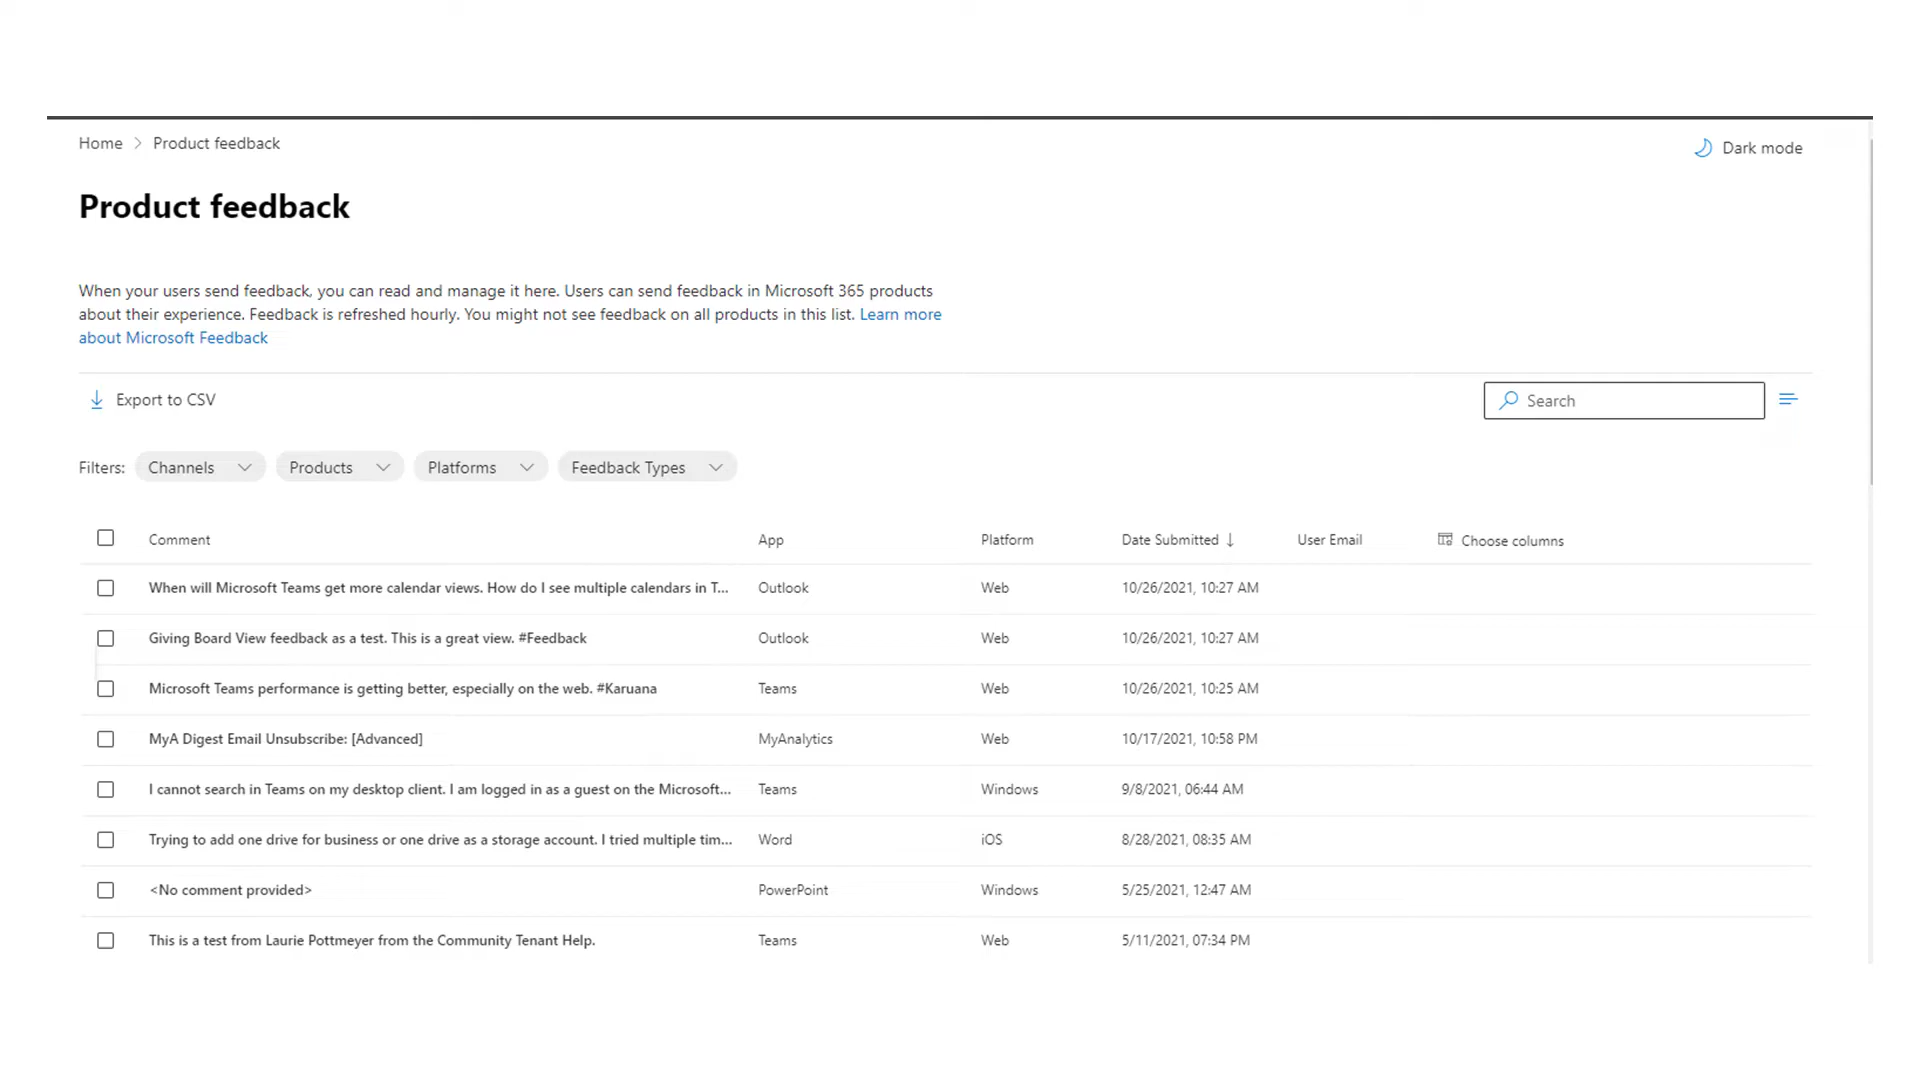 Home > Product feedback
Dark mode
Product feedback
When your users send feedback, you can read and manage it here. Users can send feedback in Microsoft 365 products
about their experience. Feedback is refreshed hourly. You might not see feedback on all products in this list. Learn more
about Microsoft Feedback
Export to CSV
Search
Filters: Channels Products Platforms Feedback Types
Comment App Platform Date Submitted ↓ User Email Choose columns
When will Microsoft Teams get more calendar views. How do I see multiple calendars in T... Outlook Web 10/26/2021, 10:27 AM
Giving Board View feedback as a test. This is a great view. #Feedback Outlook Web 10/26/2021, 10:27 AM
Microsoft Teams performance is getting better, especially on the web. #Karuana Teams Web 10/26/2021, 10:25 AM
MyA Digest Email Unsubscribe: [Advanced] MyAnalytics Web 10/17/2021, 10:58 PM
I cannot search in Teams on my desktop client. I am logged in as a guest on the Microsoft... Teams Windows 9/8/2021, 06:44 AM
Trying to add one drive for business or one drive as a storage account. I tried multiple tim... Word iOS 8/28/2021, 08:35 AM
<No comment provided> PowerPoint Windows 5/25/2021, 12:47 AM
This is a test from Laurie Pottmeyer from the Community Tenant Help. Teams Web 5/11/2021, 07:34 PM